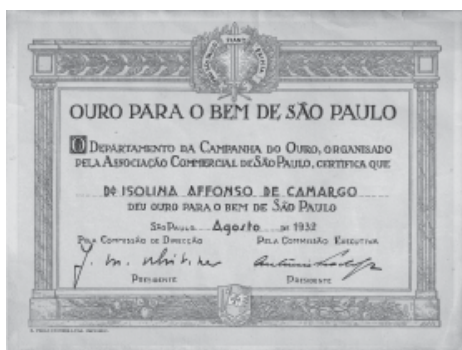 OURO PARA O BEM DE SÃO PAULO
O DEPARTAMENTO DA CAMPANHA DO OURO, ORGANISADO
PELA ASSOCIAÇÃO COMMERCIAL DE SÃO PAULO, CERTIFICA QUE
Dª ISOLINA AFFONSO DE CAMARGO
DEU OURO PARA O BEM DE SÃO PAULO
SÃO PAULO Agosto DE 1932
PELA COMMISSÃO DE DIRECÇÃO PELA COMMISSÃO EXECUTIVA
PRESIDENTE PRESIDENTE